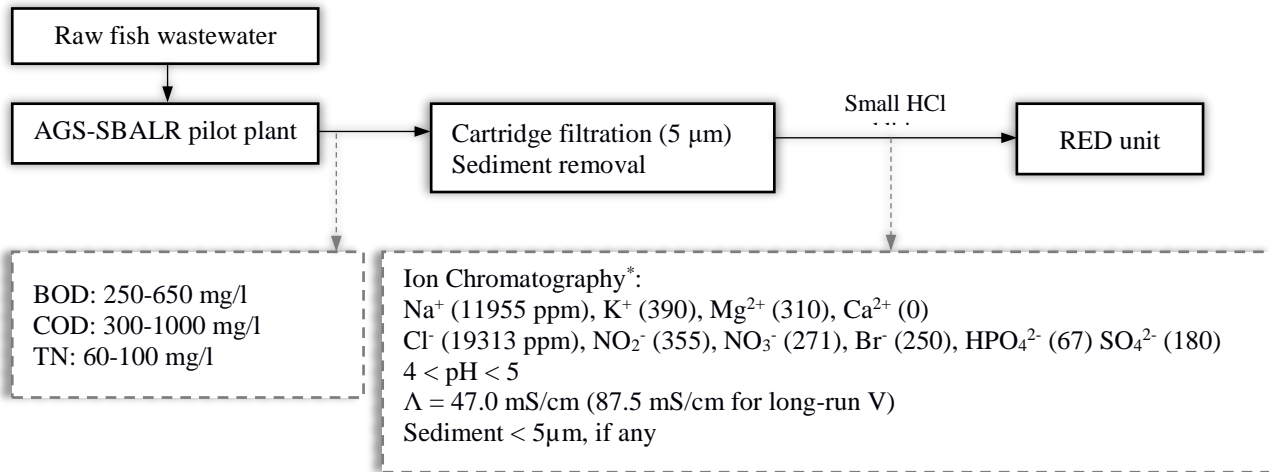 Raw fish wastewater
AGS-SBALR pilot plant
Cartridge filtration (5 µm)
Sediment removal
Small HCl
RED unit
BOD: 250-650 mg/l
COD: 300-1000 mg/l
TN: 60-100 mg/l
Ion Chromatography*:
Na⁺ (11955 ppm), K⁺ (390), Mg²⁺ (310), Ca²⁺ (0)
Cl⁻ (19313 ppm), NO₂⁻ (355), NO₃⁻ (271), Br⁻ (250), HPO₄²⁻ (67) SO₄²⁻ (180)
4 < pH < 5
Λ = 47.0 mS/cm (87.5 mS/cm for long-run V)
Sediment < 5µm, if any